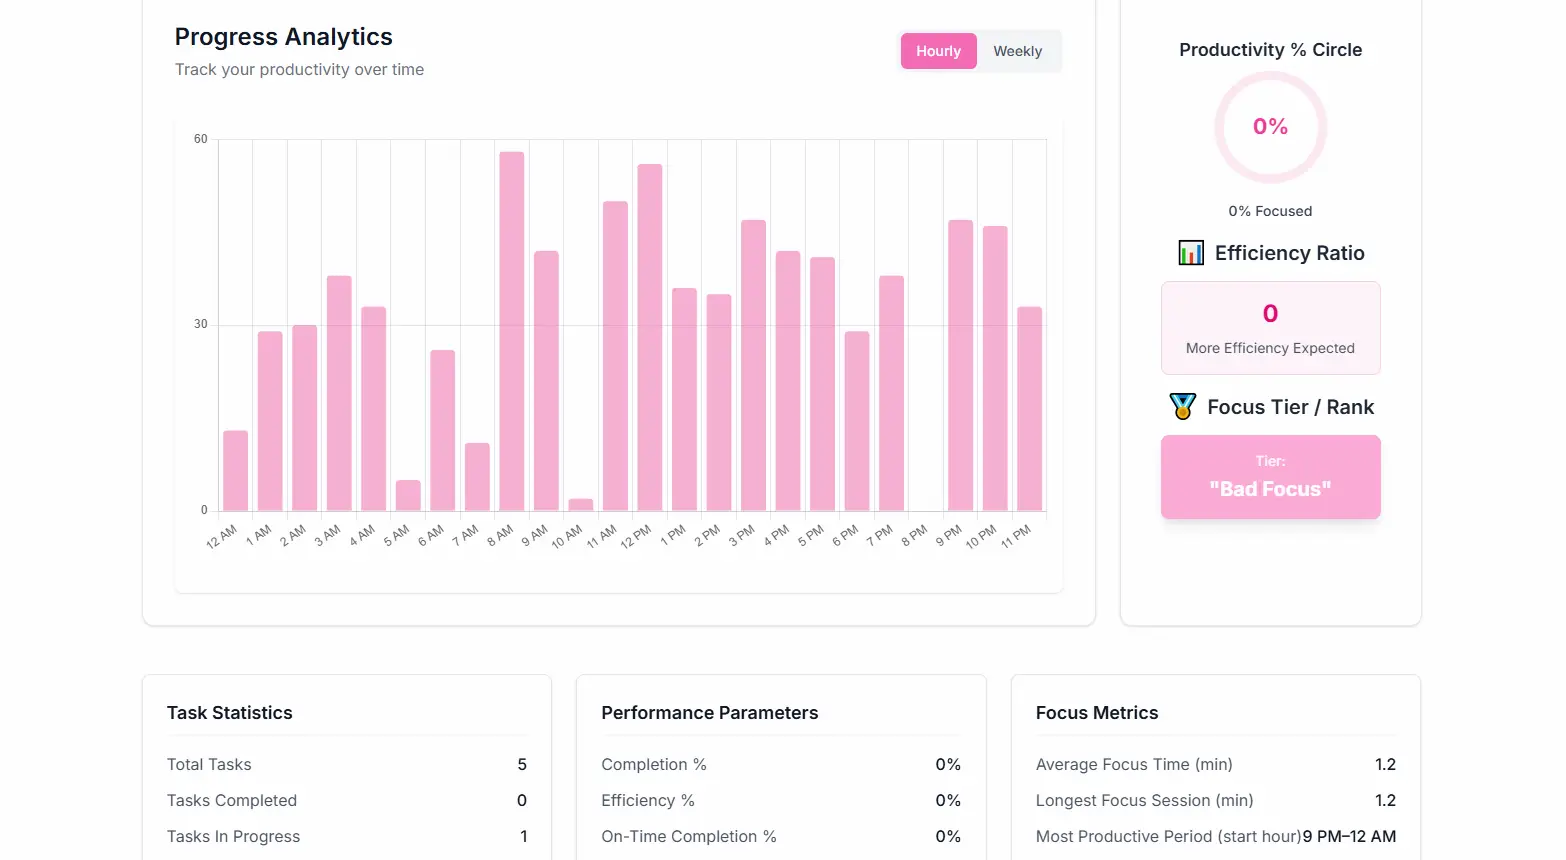 Progress Analytics
Track your productivity over time
Hourly
Weekly
60
30
0
12 AM
1 AM
2 AM
3 AM
4 AM
5 AM
6 AM
7 AM
8 AM
9 AM
10 AM
11 AM
12 PM
1 PM
2 PM
3 PM
4 PM
5 PM
6 PM
7 PM
8 PM
9 PM
10 PM
11 PM
Productivity % Circle
0%
0% Focused
Efficiency Ratio
0
More Efficiency Expected
Focus Tier / Rank
Tier:
"Bad Focus"
Task Statistics
Total Tasks 5
Tasks Completed 0
Tasks In Progress 1
Performance Parameters
Completion % 0%
Efficiency % 0%
On-Time Completion % 0%
Focus Metrics
Average Focus Time (min) 1.2
Longest Focus Session (min) 1.2
Most Productive Period (start hour) 9 PM–12 AM